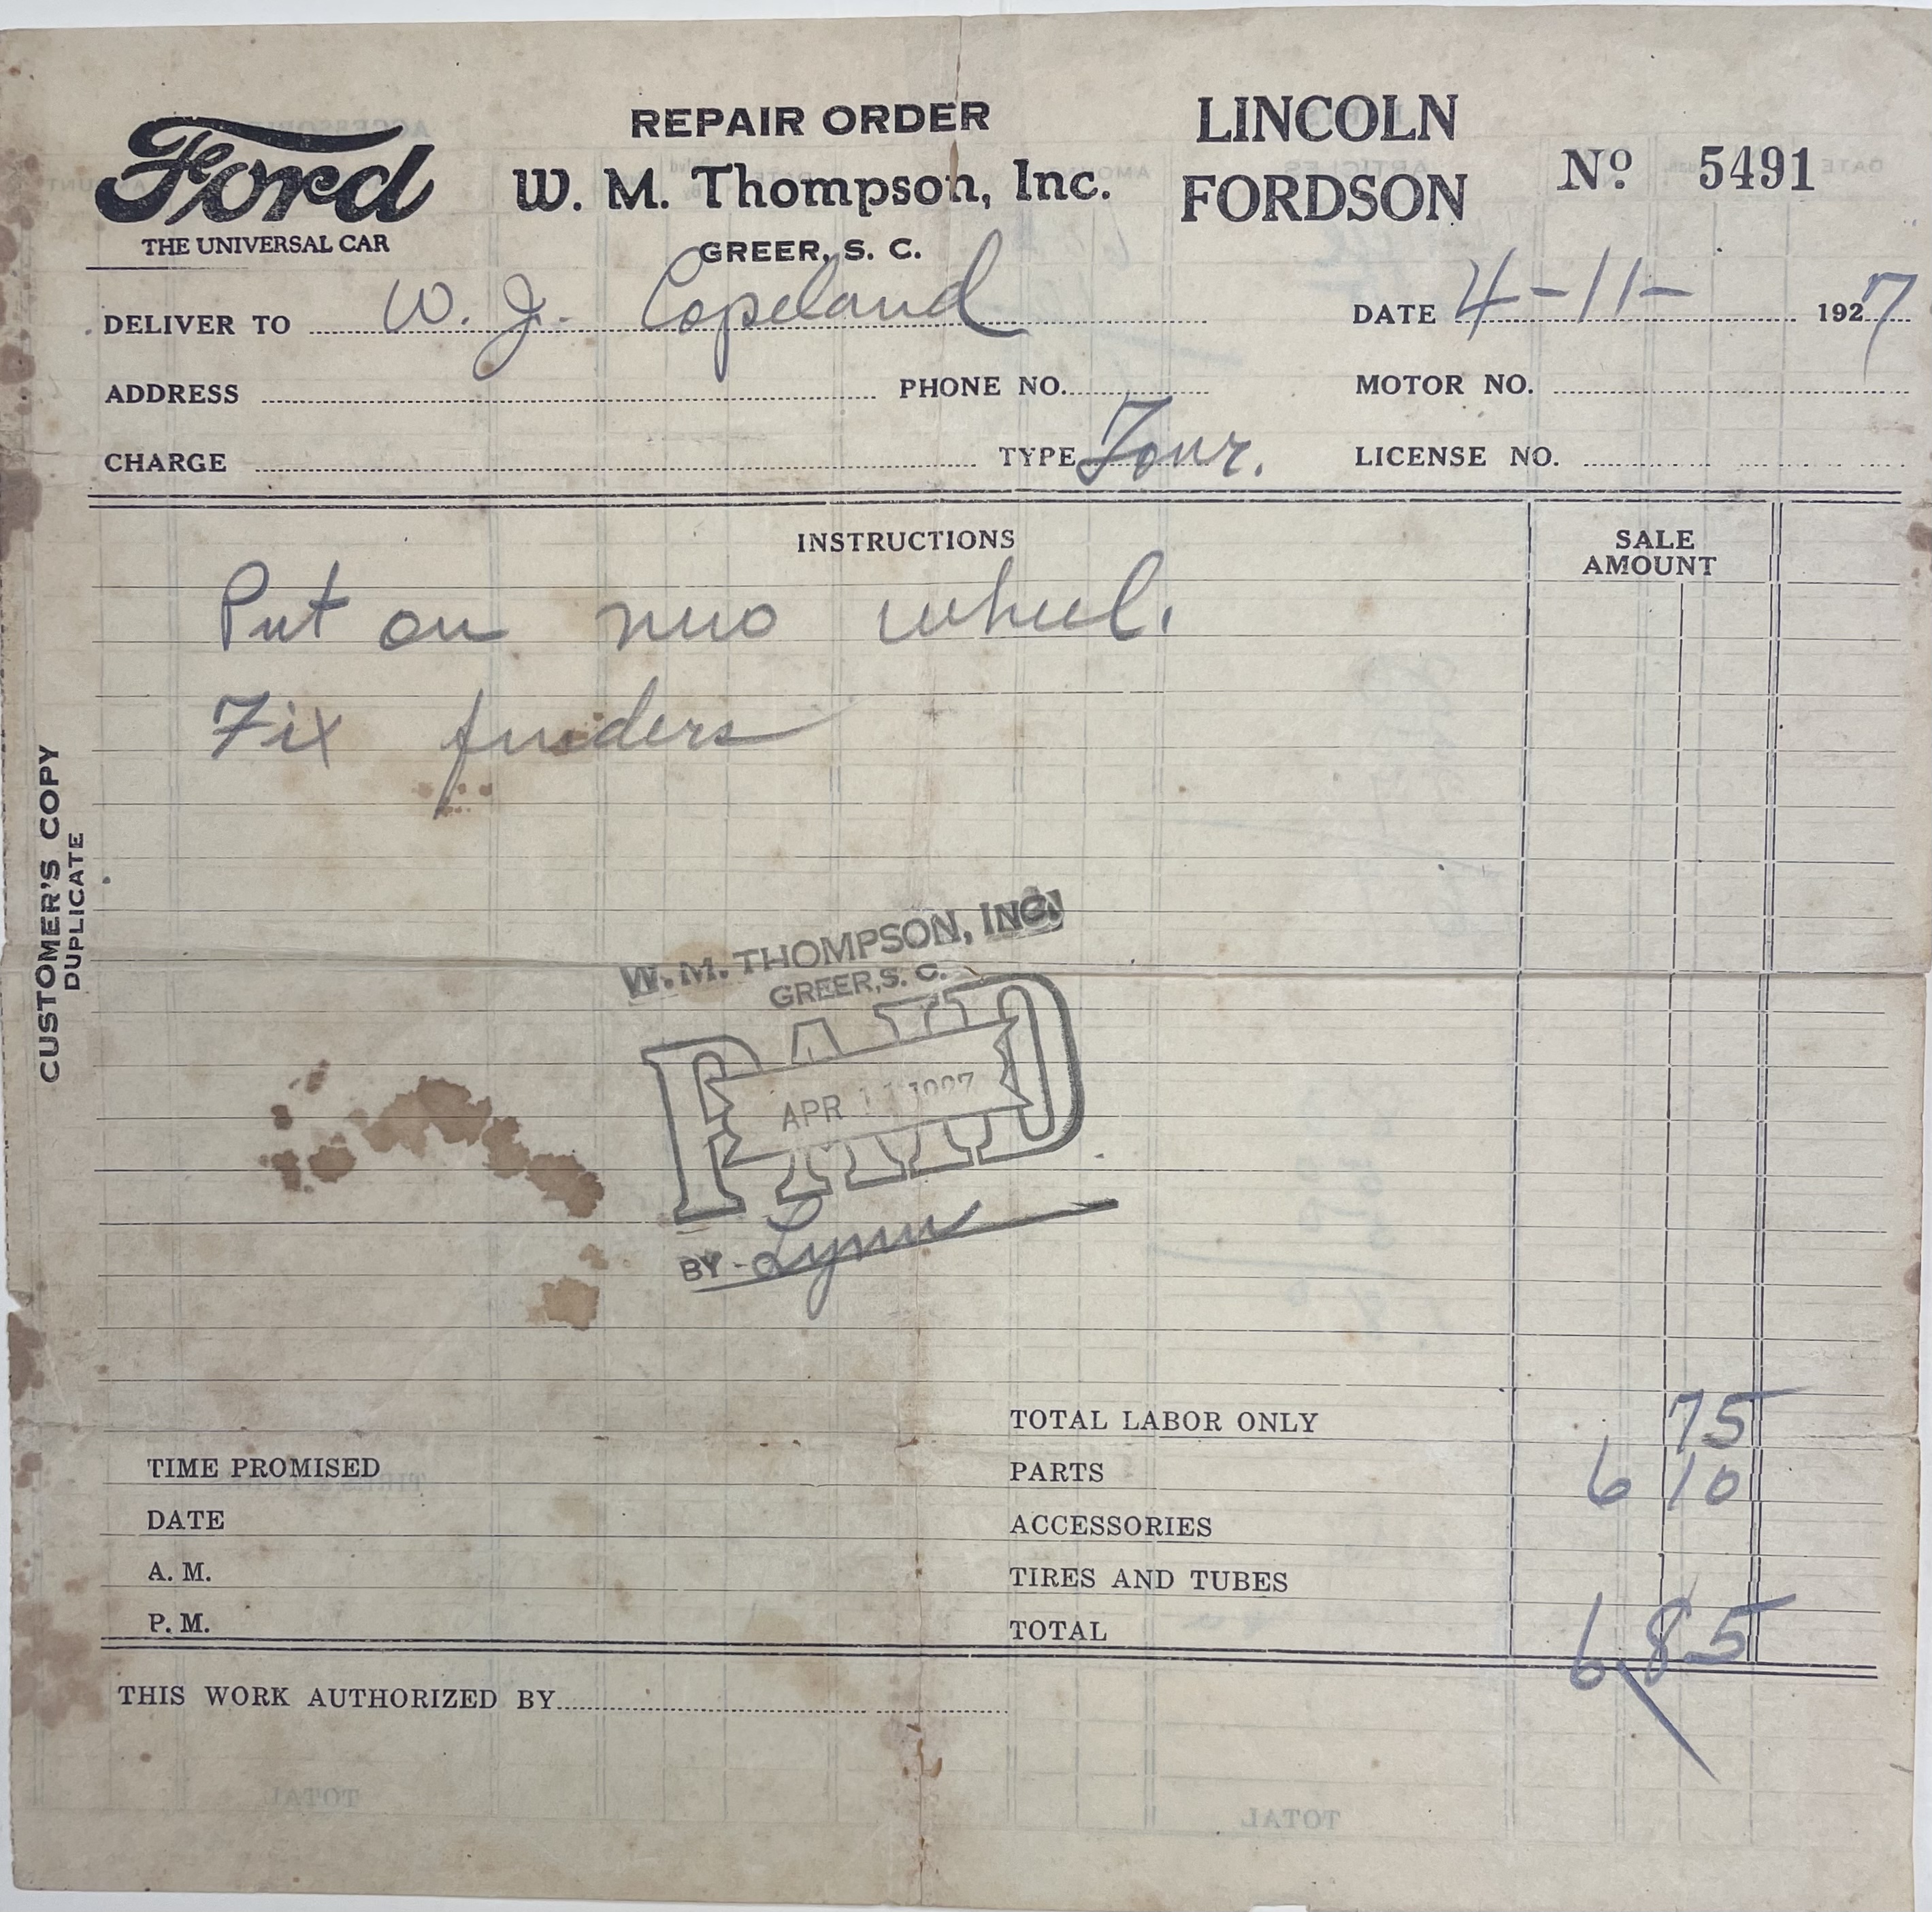 Ford
THE UNIVERSAL CAR
REPAIR ORDER
W. M. Thompson, Inc.
GREER, S. C.
LINCOLN
FORDSON
Nº 5491
DELIVER TO W. J. Copeland DATE 4-11- 1927
ADDRESS PHONE NO. MOTOR NO.
CHARGE TYPE Tour. LICENSE NO.
INSTRUCTIONS SALE AMOUNT
Put on new wheel.
Fix fenders
CUSTOMER'S COPY
DUPLICATE
W. M. THOMPSON, INC.
GREER, S. C.
PAID
APR 11 1927
BY - Lynn
TOTAL LABOR ONLY 75
TIME PROMISED PARTS 6 10
DATE ACCESSORIES
A. M. TIRES AND TUBES
P. M. TOTAL 6 85
THIS WORK AUTHORIZED BY